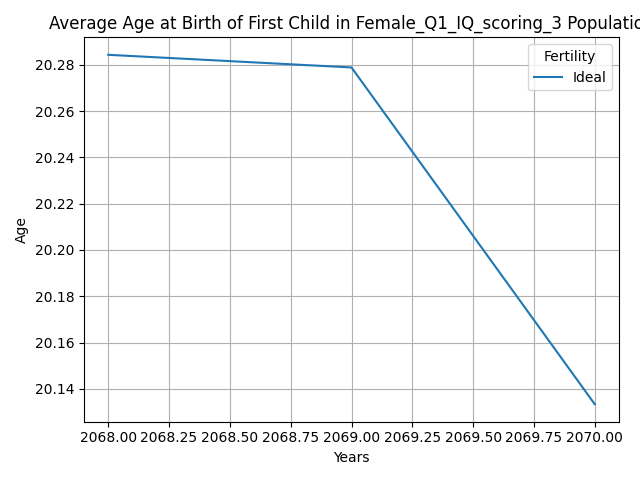 Average Age at Birth of First Child in Female_Q1_IQ_scoring_3 Populatio
Fertility
Ideal
20.28
20.26
20.24
20.22
20.20
20.18
20.16
20.14
Age
2068.00 2068.25 2068.50 2068.75 2069.00 2069.25 2069.50 2069.75 2070.00
Years